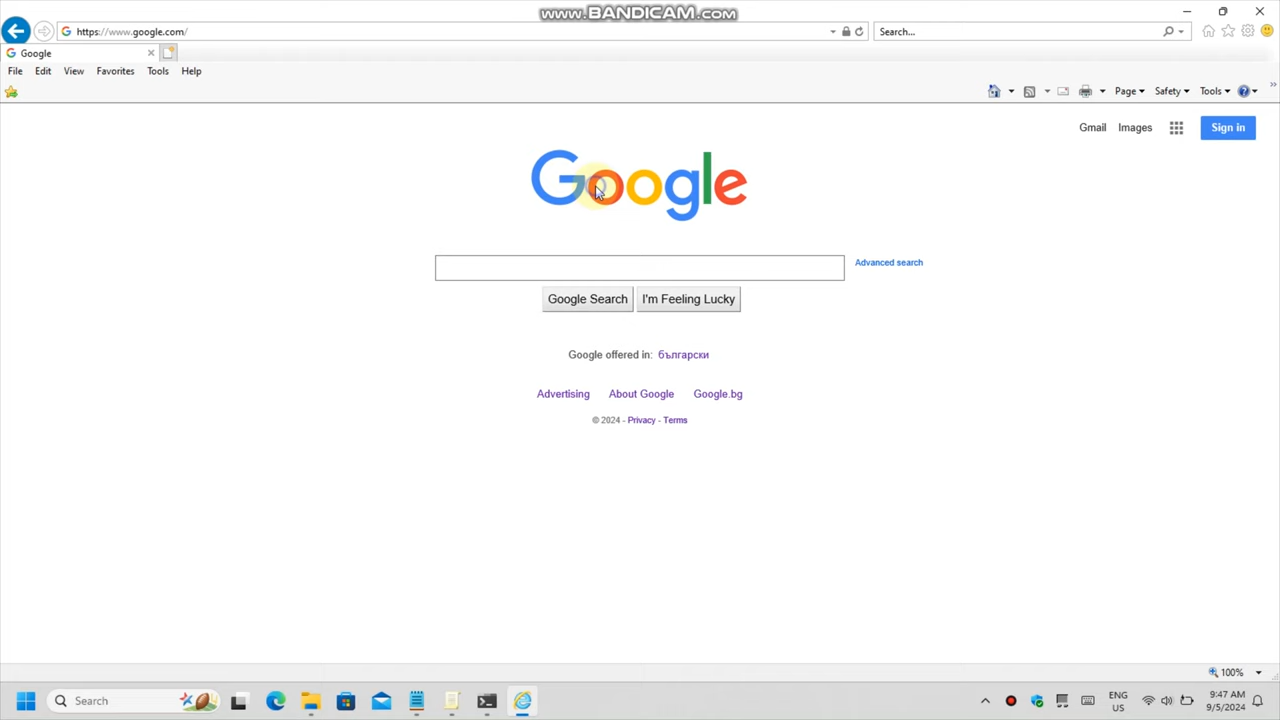 www.BANDICAM.com
https://www.google.com/
Search...
Google
File Edit View Favorites Tools Help
Page Safety Tools
Gmail Images Sign in
Google
Advanced search
Google Search I'm Feeling Lucky
Google offered in: български
Advertising About Google Google.bg
© 2024 - Privacy - Terms
100%
Search
ENG
US
9:47 AM
9/5/2024